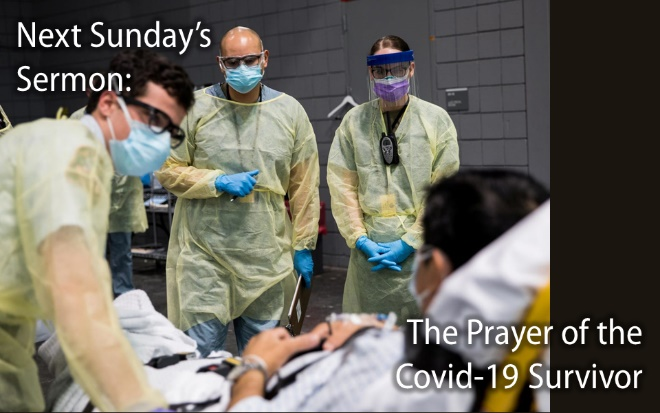 Next Sunday's
Sermon:
The Prayer of the
Covid-19 Survivor